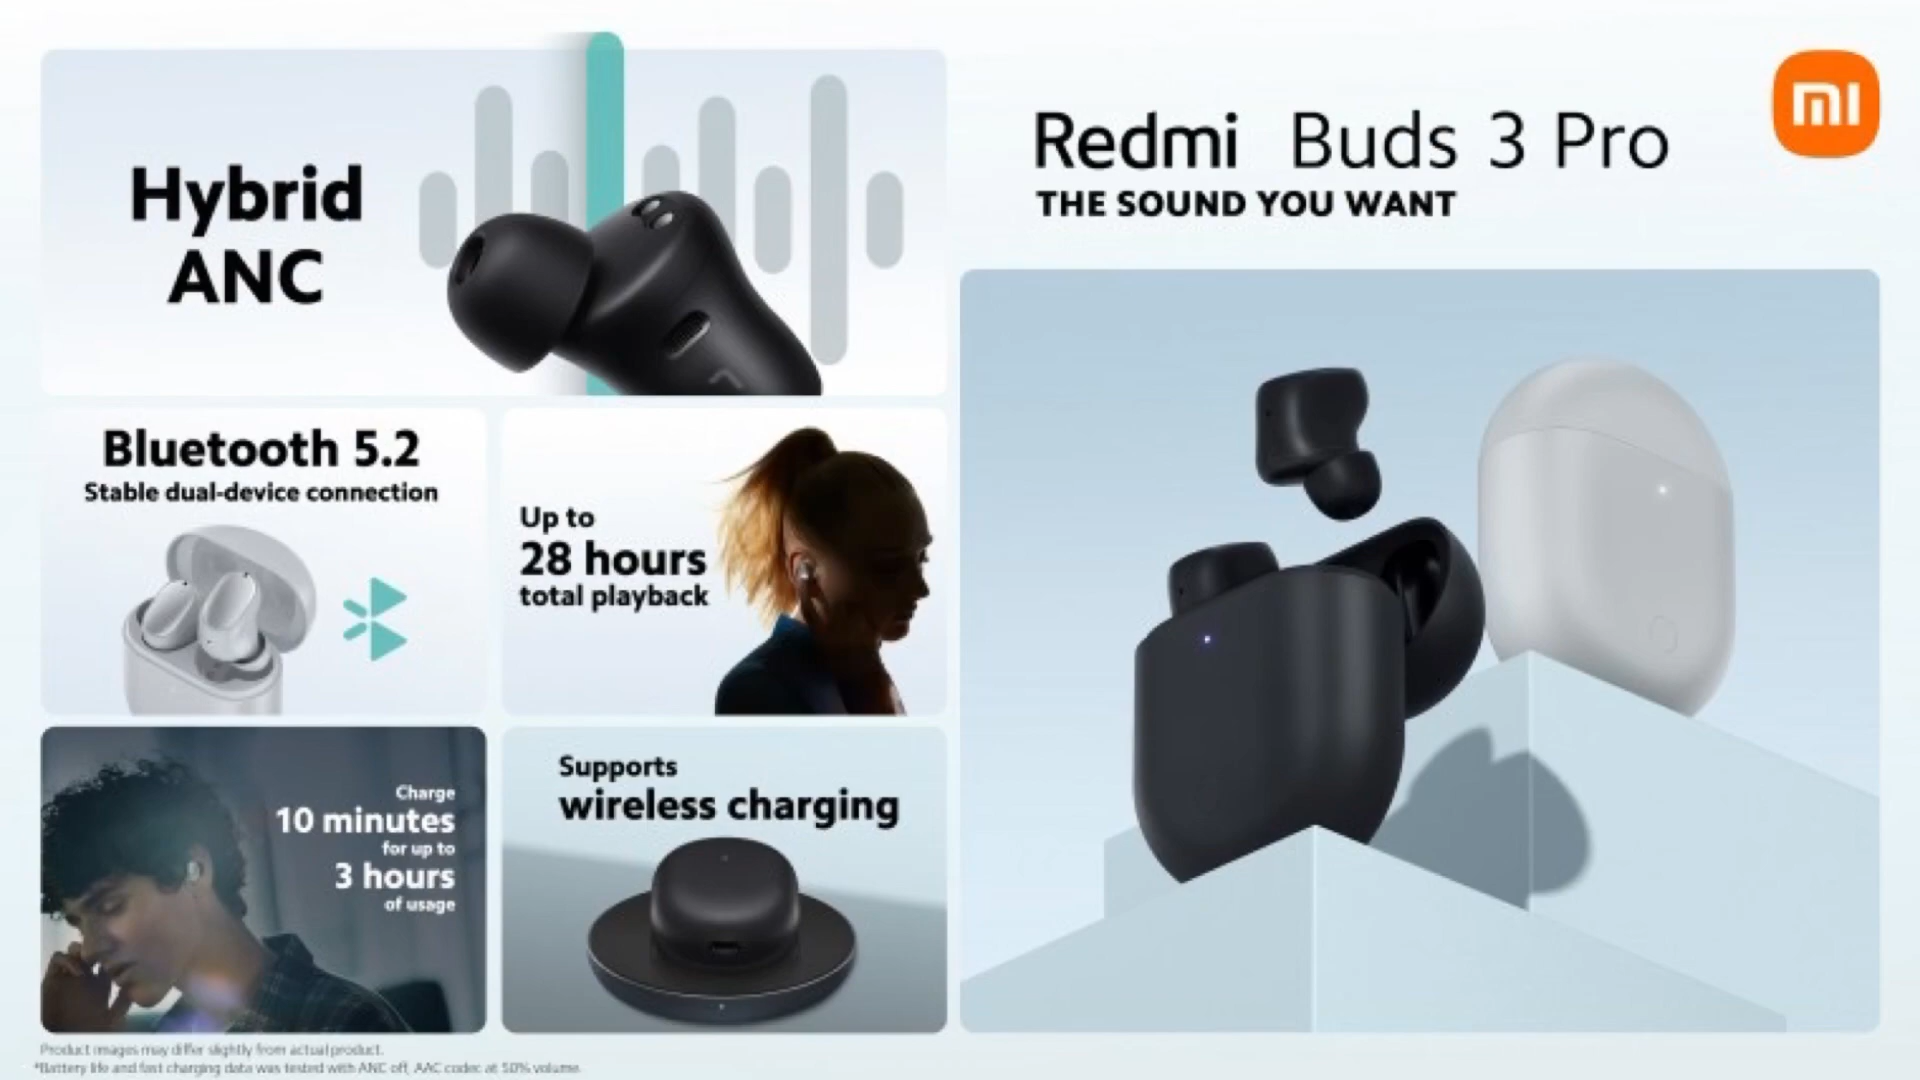 Hybrid
ANC
Redmi Buds 3 Pro
THE SOUND YOU WANT
mi
Bluetooth 5.2
Stable dual-device connection
Up to
28 hours
total playback
Charge
10 minutes
for up to
3 hours
of usage
Supports
wireless charging
Product images may differ slightly from actual product.
*Battery life and fast charging data was tested with ANC off, AAC codec at 50% volume.